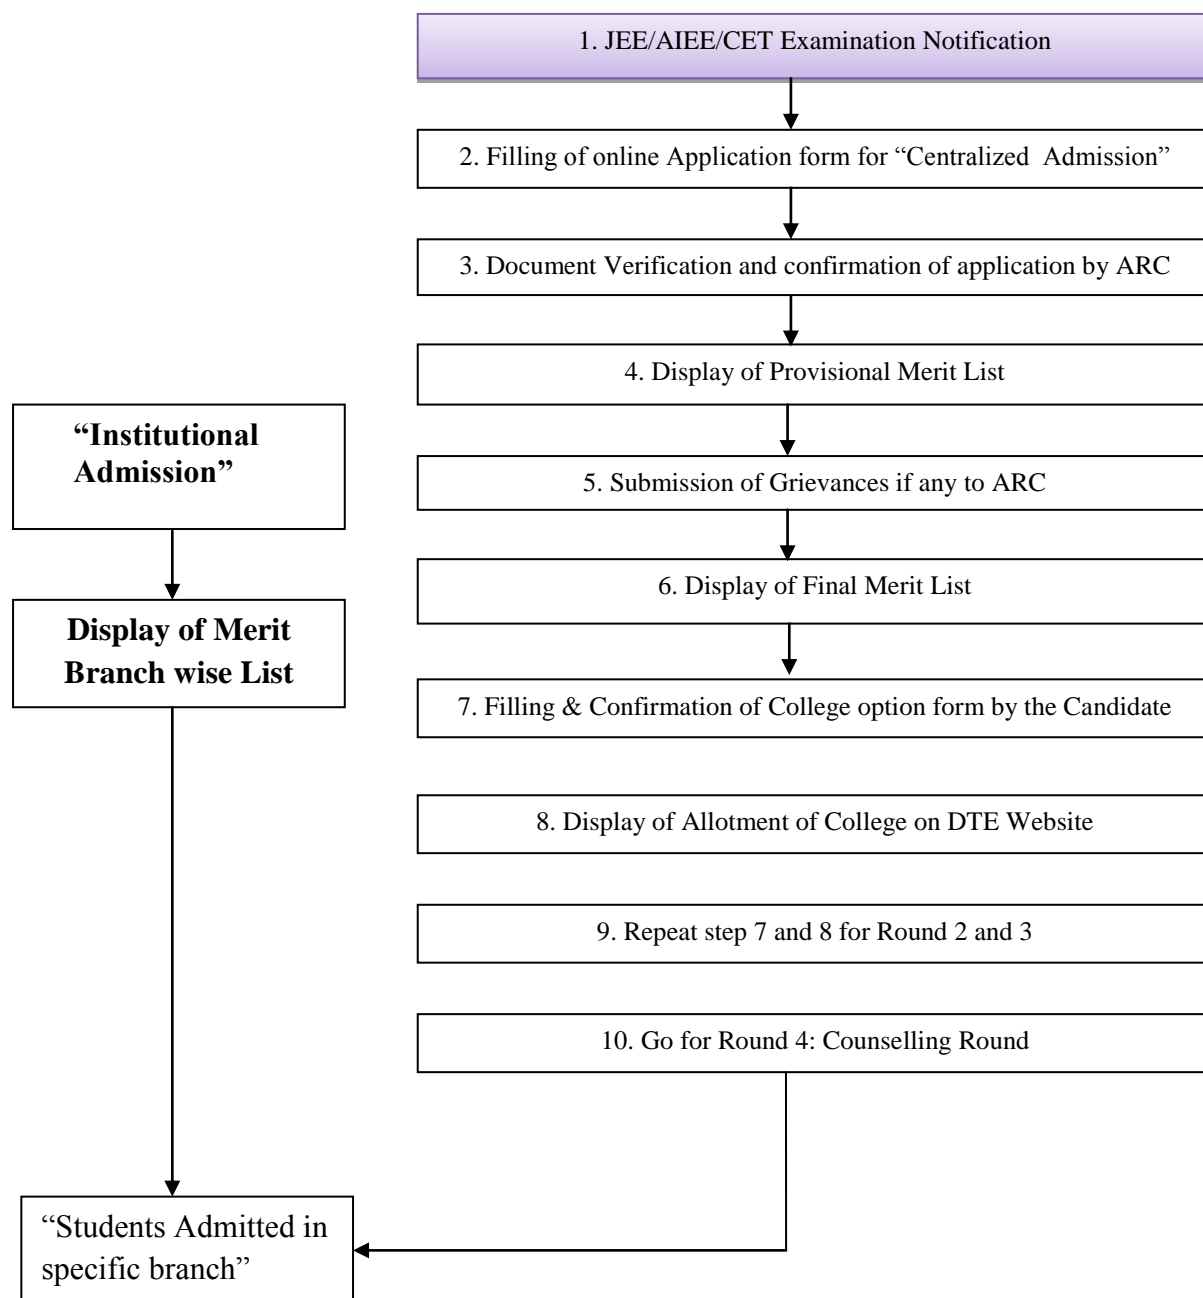 1. JEE/AIEE/CET Examination Notification
2. Filling of online Application form for “Centralized Admission”
3. Document Verification and confirmation of application by ARC
4. Display of Provisional Merit List
5. Submission of Grievances if any to ARC
6. Display of Final Merit List
7. Filling & Confirmation of College option form by the Candidate
8. Display of Allotment of College on DTE Website
9. Repeat step 7 and 8 for Round 2 and 3
10. Go for Round 4: Counselling Round
“Institutional
Admission”
Display of Merit
Branch wise List
“Students Admitted in
specific branch”